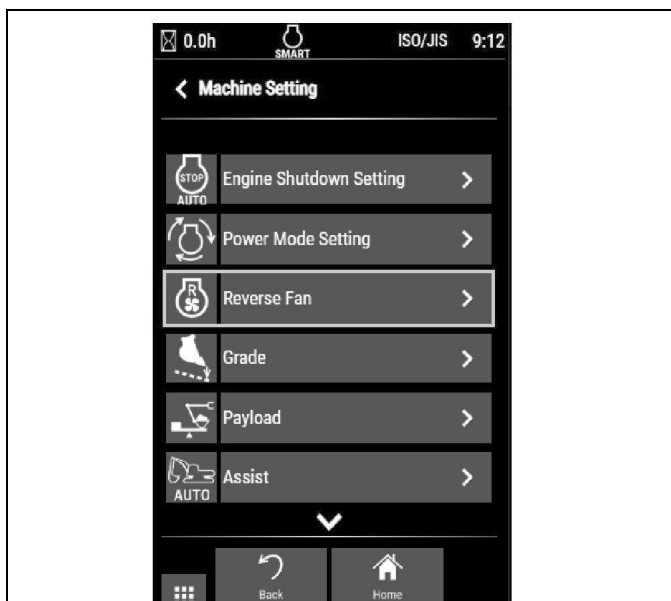 0.0h SMART ISO/JIS 9:12
Machine Setting
STOP
AUTO
Engine Shutdown Setting
Power Mode Setting
R
Reverse Fan
Grade
Payload
AUTO
Assist
Back
Home